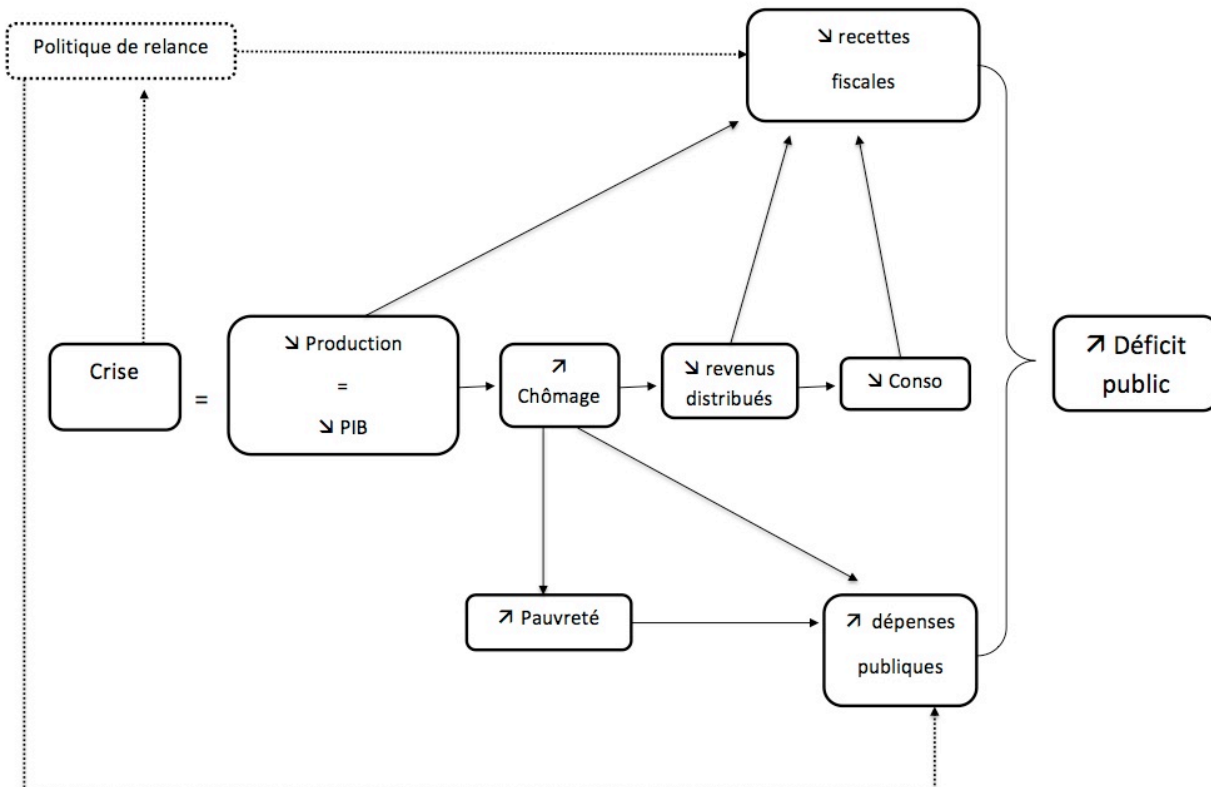 Politique de relance
↘ recettes
fiscales
Crise
=
↘ Production
=
↘ PIB
↗
Chômage
↘ revenus
distribués
↘ Conso
↗ Déficit
public
↗ Pauvreté
↗ dépenses
publiques